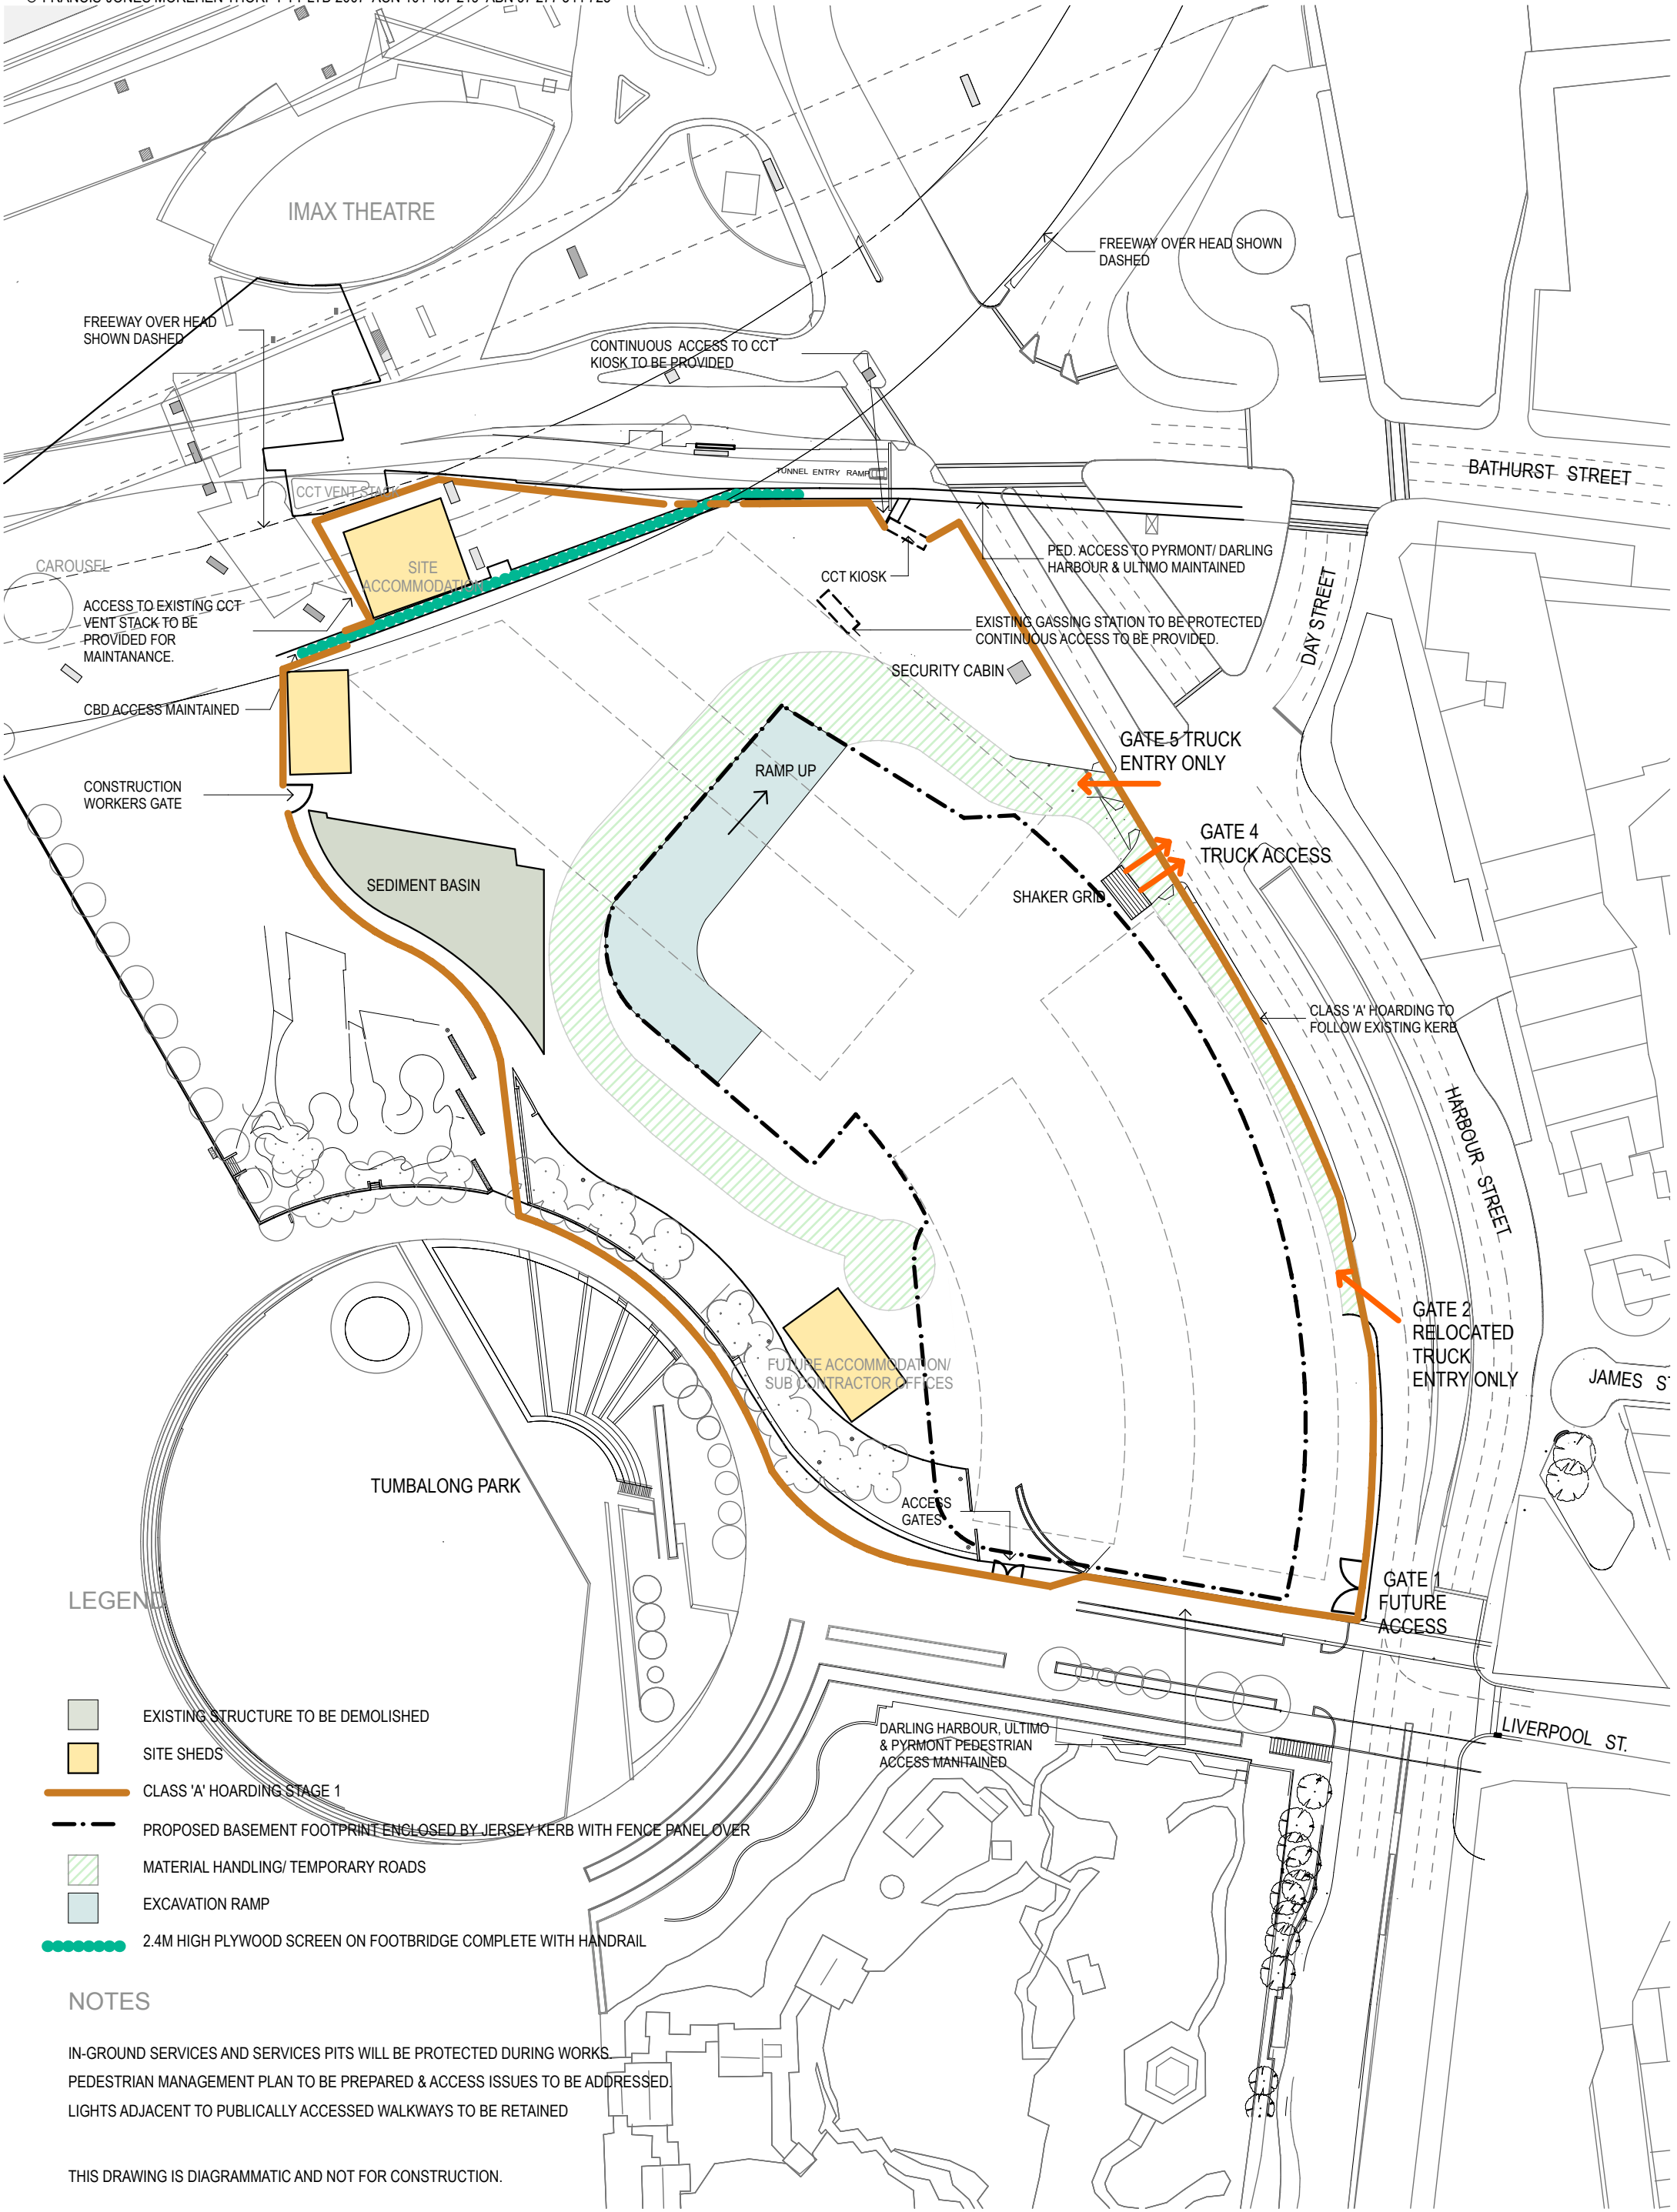 IMAX THEATRE
FREEWAY OVER HEAD SHOWN
DASHED
FREEWAY OVER HEAD
SHOWN DASHED
CONTINUOUS ACCESS TO CCT
KIOSK TO BE PROVIDED
TUNNEL ENTRY RAMP
BATHURST STREET
CCT VENT STACK
CAROUSEL
SITE
ACCOMMODATION
CCT KIOSK
PED. ACCESS TO PYRMONT/ DARLING
HARBOUR & ULTIMO MAINTAINED
DAY STREET
ACCESS TO EXISTING CCT
VENT STACK TO BE
PROVIDED FOR
MAINTANANCE.
EXISTING GASSING STATION TO BE PROTECTED
CONTINUOUS ACCESS TO BE PROVIDED.
SECURITY CABIN
CBD ACCESS MAINTAINED
GATE 5 TRUCK
ENTRY ONLY
RAMP UP
CONSTRUCTION
WORKERS GATE
GATE 4
TRUCK ACCESS
SEDIMENT BASIN
SHAKER GRID
CLASS 'A' HOARDING TO
FOLLOW EXISTING KERB
HARBOUR STREET
GATE 2
RELOCATED
TRUCK
ENTRY ONLY
JAMES ST
FUTURE ACCOMMODATION/
SUB CONTRACTOR OFFICES
TUMBALONG PARK
ACCESS
GATES
GATE 1
FUTURE
ACCESS
DARLING HARBOUR, ULTIMO
& PYRMONT PEDESTRIAN
ACCESS MANITAINED
LIVERPOOL ST.
LEGEND
EXISTING STRUCTURE TO BE DEMOLISHED
SITE SHEDS
CLASS 'A' HOARDING STAGE 1
PROPOSED BASEMENT FOOTPRINT ENCLOSED BY JERSEY KERB WITH FENCE PANEL OVER
MATERIAL HANDLING/ TEMPORARY ROADS
EXCAVATION RAMP
2.4M HIGH PLYWOOD SCREEN ON FOOTBRIDGE COMPLETE WITH HANDRAIL
NOTES
IN-GROUND SERVICES AND SERVICES PITS WILL BE PROTECTED DURING WORKS.
PEDESTRIAN MANAGEMENT PLAN TO BE PREPARED & ACCESS ISSUES TO BE ADDRESSED.
LIGHTS ADJACENT TO PUBLICALLY ACCESSED WALKWAYS TO BE RETAINED
THIS DRAWING IS DIAGRAMMATIC AND NOT FOR CONSTRUCTION.